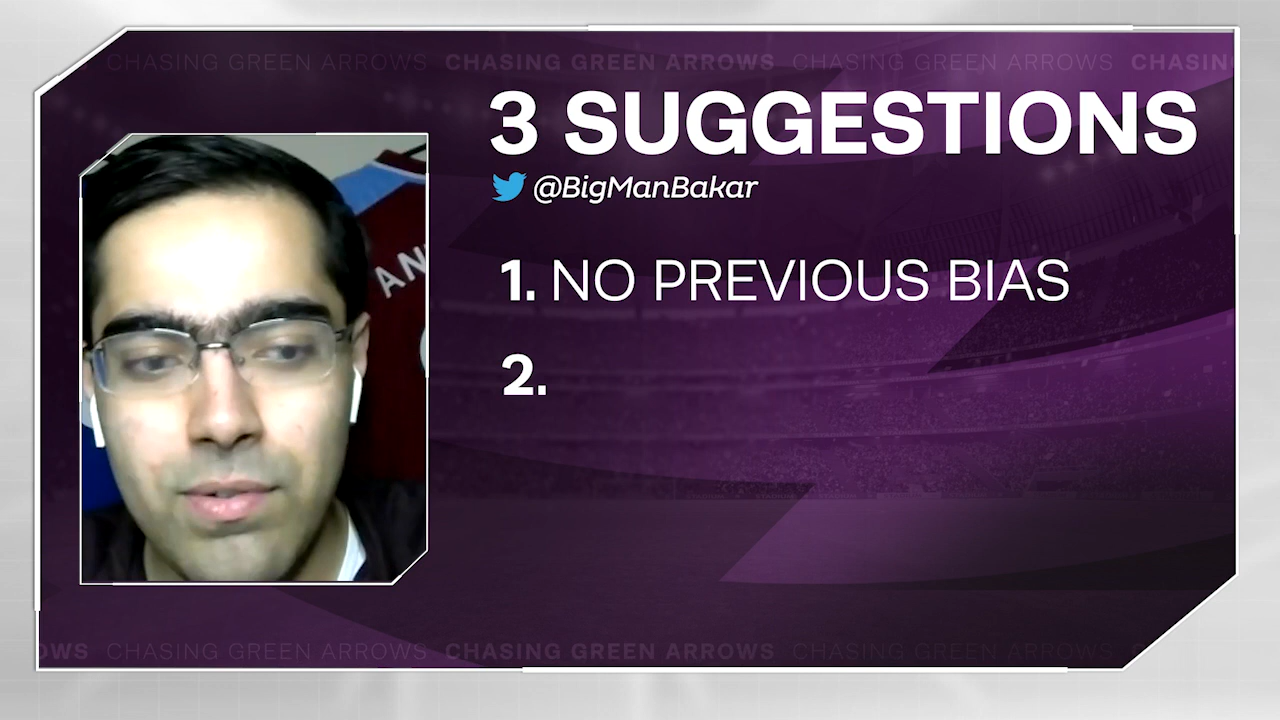 CHASING GREEN ARROWS CHASING GREEN ARROWS CHASING GREEN ARROWS CHASING
3 SUGGESTIONS
@BigManBakar
1. NO PREVIOUS BIAS
2.
AN
OWS CHASING GREEN ARROWS CHASING GREEN ARROWS CHASING GREEN ARROWS